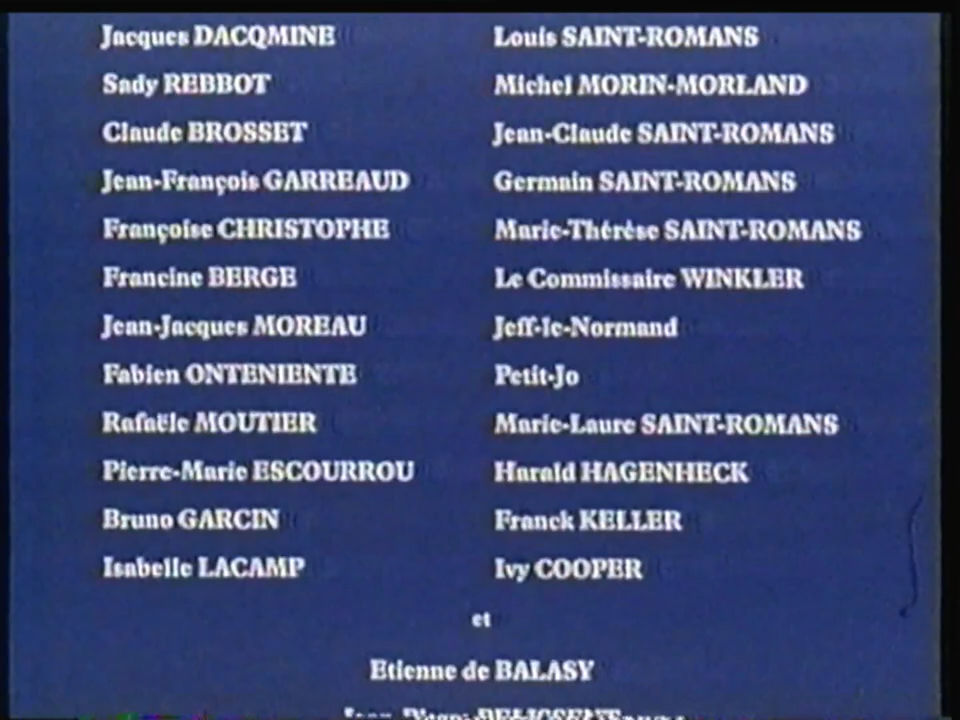 Jacques DACQMINE Louis SAINT-ROMANS
Sady REBBOT Michel MORIN-MORLAND
Claude BROSSET Jean-Claude SAINT-ROMANS
Jean-François GARREAUD Germain SAINT-ROMANS
Françoise CHRISTOPHE Marie-Thérèse SAINT-ROMANS
Francine BERGE Le Commissaire WINKLER
Jean-Jacques MOREAU Jeff-le-Normand
Fabien ONTENIENTE Petit-Jo
Rafaële MOUTIER Marie-Laure SAINT-ROMANS
Pierre-Marie ESCOURROU Harald HAGENHECK
Bruno GARCIN Franck KELLER
Isabelle LACAMP Ivy COOPER
et
Etienne de BALASY